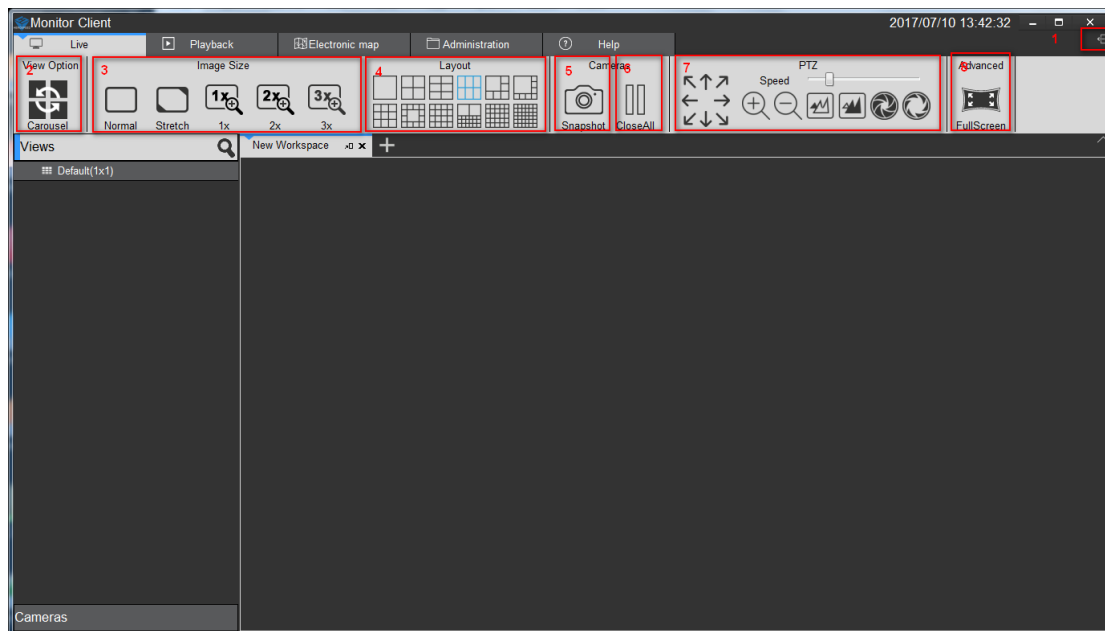 Monitor Client 2017/07/10 13:42:32
Live Playback Electronic map Administration Help 1
View Option Image Size Layout Cameras PTZ Advanced
2 3 4 5 6 7 8
Speed
1x 2x 3x
Carousel Normal Stretch 1x 2x 3x Snapshot CloseAll FullScreen
Views New Workspace
Default(1x1)
Cameras